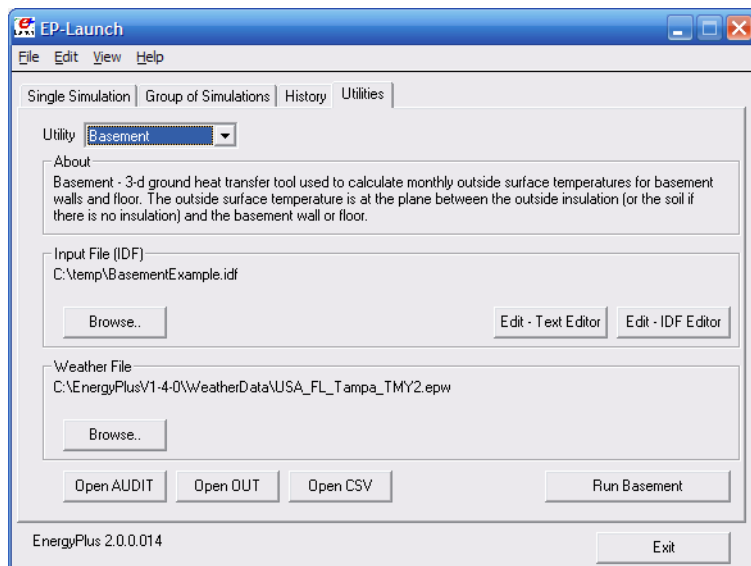 EP-Launch
File Edit View Help
Single Simulation Group of Simulations History Utilities
Utility Basement
About
Basement - 3-d ground heat transfer tool used to calculate monthly outside surface temperatures for basement
walls and floor. The outside surface temperature is at the plane between the outside insulation (or the soil if
there is no insulation) and the basement wall or floor.
Input File (IDF)
C:\temp\BasementExample.idf
Browse.. Edit - Text Editor Edit - IDF Editor
Weather File
C:\EnergyPlusV1-4-0\WeatherData\USA_FL_Tampa_TMY2.epw
Browse..
Open AUDIT Open OUT Open CSV Run Basement
EnergyPlus 2.0.0.014 Exit